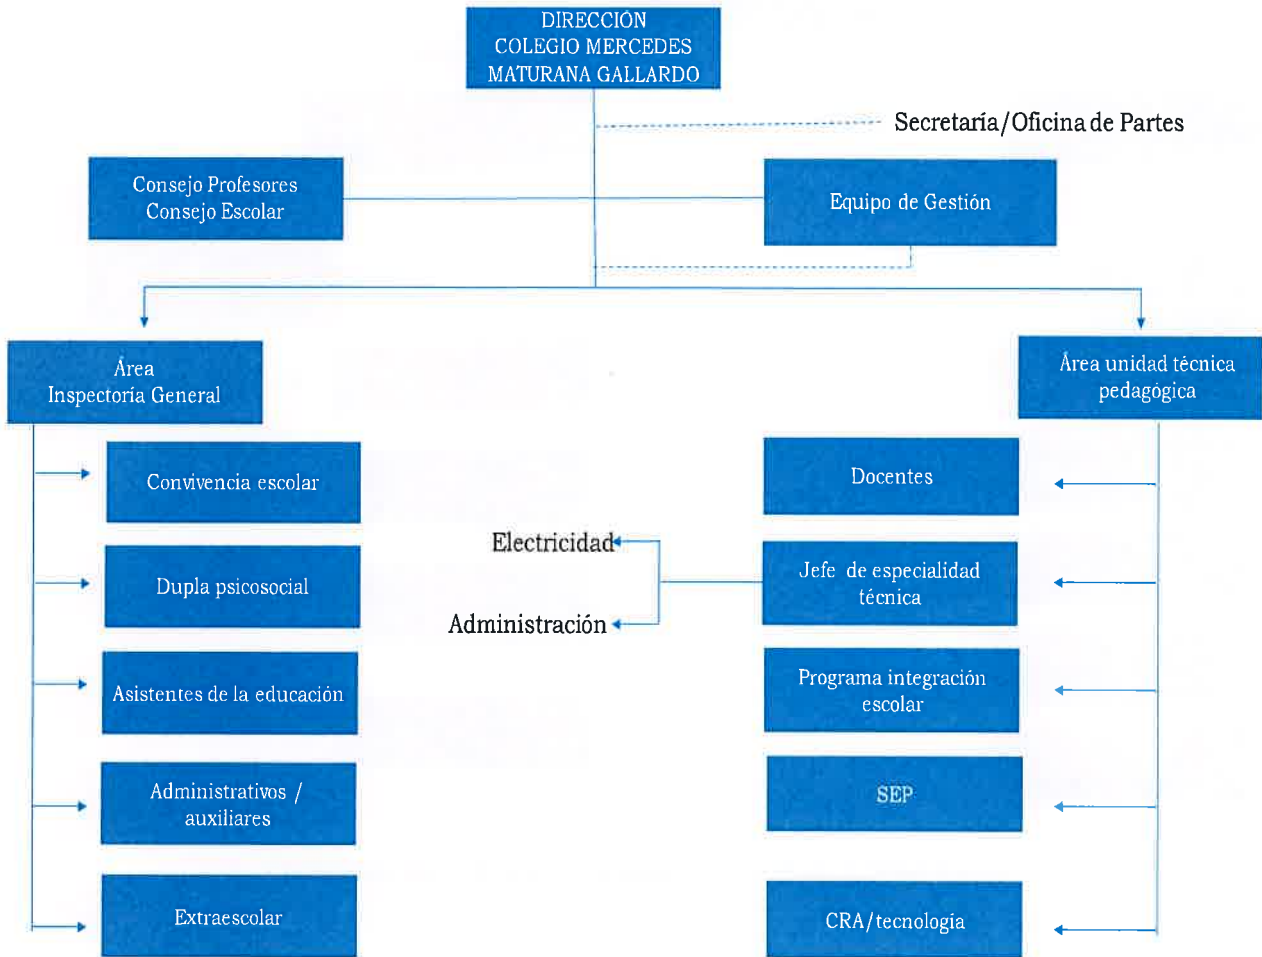 DIRECCIÓN
COLEGIO MERCEDES
MATURANA GALLARDO
Secretaría/Oficina de Partes
Consejo Profesores
Consejo Escolar
Equipo de Gestión
Área
Inspectoría General
Área unidad técnica
pedagógica
Convivencia escolar
Dupla psicosocial
Asistentes de la educación
Administrativos /
auxiliares
Extraescolar
Docentes
Jefe de especialidad
técnica
Electricidad
Administración
Programa integración
escolar
SEP
CRA/tecnología